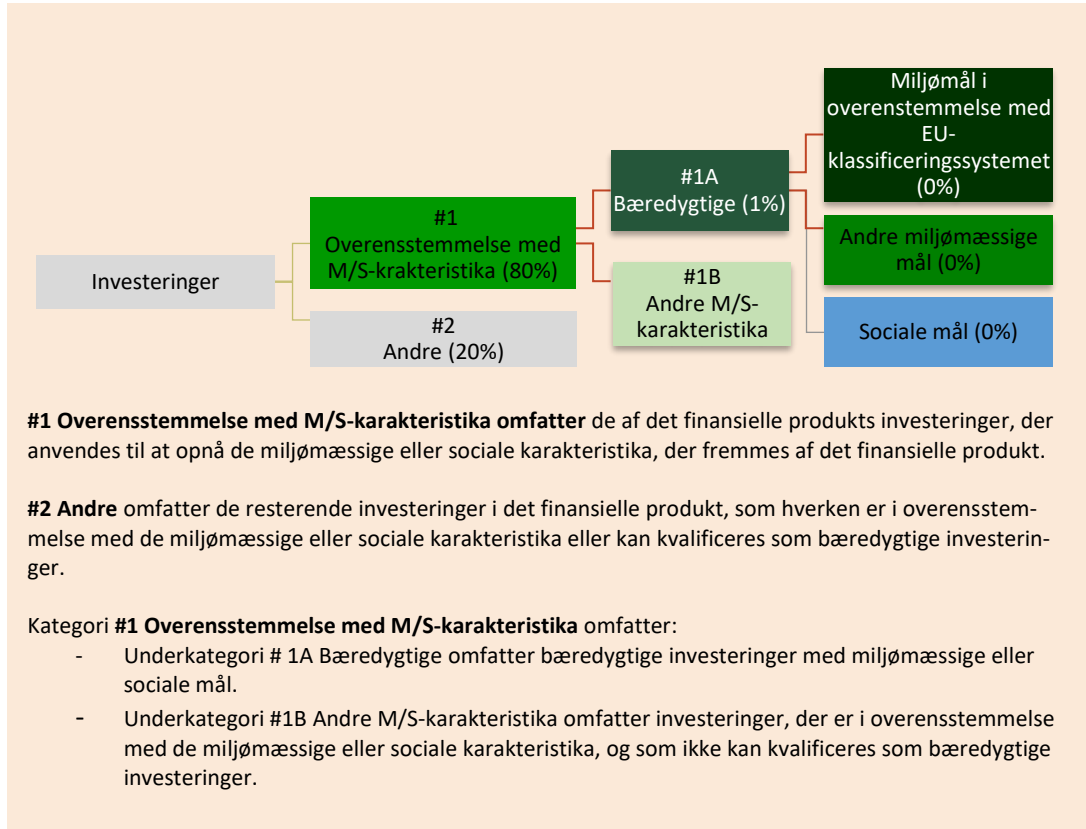 Investeringer
#1
Overensstemmelse med
M/S-krakteristika (80%)
#2
Andre (20%)
#1A
Bæredygtige (1%)
#1B
Andre M/S-
karakteristika
Miljømål i
overenstemmelse med
EU-
klassificeringssystemet
(0%)
Andre miljømæssige
mål (0%)
Sociale mål (0%)
#1 Overensstemmelse med M/S-karakteristika omfatter de af det finansielle produkts investeringer, der
anvendes til at opnå de miljømæssige eller sociale karakteristika, der fremmes af det finansielle produkt.
#2 Andre omfatter de resterende investeringer i det finansielle produkt, som hverken er i overensstem-
melse med de miljømæssige eller sociale karakteristika eller kan kvalificeres som bæredygtige investerin-
ger.
Kategori #1 Overensstemmelse med M/S-karakteristika omfatter:
- Underkategori # 1A Bæredygtige omfatter bæredygtige investeringer med miljømæssige eller
sociale mål.
- Underkategori #1B Andre M/S-karakteristika omfatter investeringer, der er i overensstemmelse
med de miljømæssige eller sociale karakteristika, og som ikke kan kvalificeres som bæredygtige
investeringer.